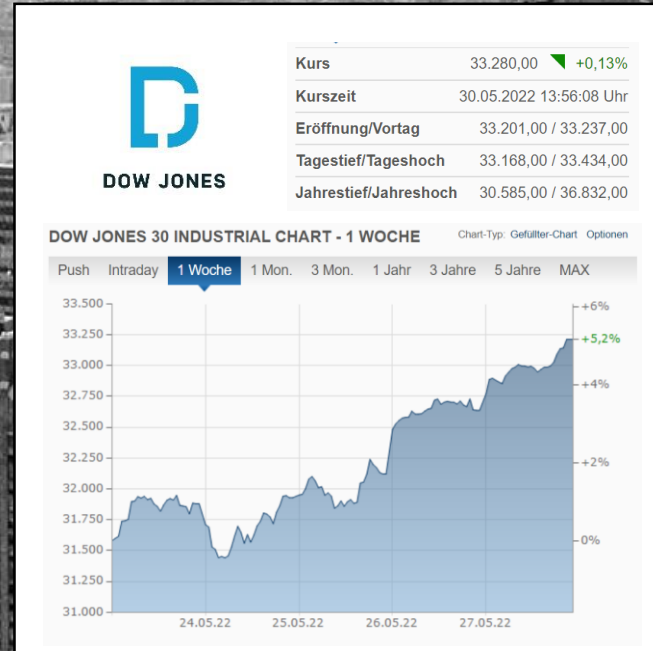 Kurs 33.280,00 +0,13%
Kurszeit 30.05.2022 13:56:08 Uhr
Eröffnung/Vortag 33.201,00 / 33.237,00
Tagestief/Tageshoch 33.168,00 / 33.434,00
Jahrestief/Jahreshoch 30.585,00 / 36.832,00
DOW JONES
DOW JONES 30 INDUSTRIAL CHART - 1 WOCHE Chart-Typ: Gefüllter-Chart Optionen
Push Intraday 1 Woche 1 Mon. 3 Mon. 1 Jahr 3 Jahre 5 Jahre MAX
33.500 +6%
33.250 +5,2%
33.000
32.750 +4%
32.500
32.250 +2%
32.000
31.750
31.500 0%
31.250
31.000
24.05.22 25.05.22 26.05.22 27.05.22